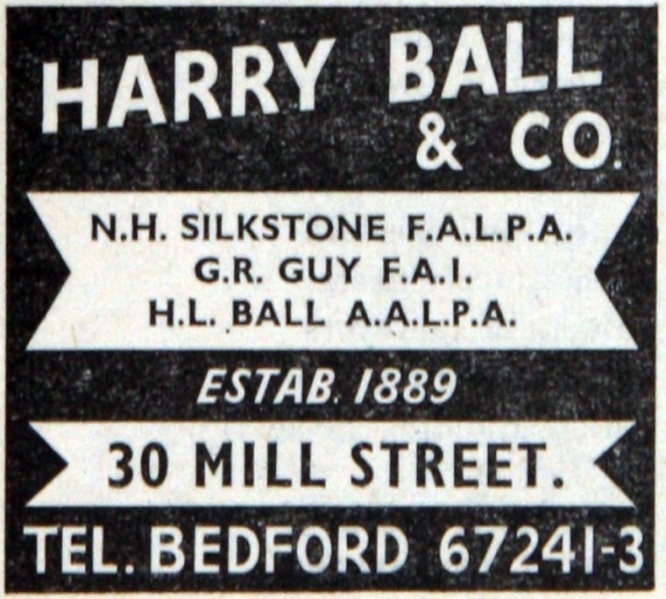 HARRY BALL
& CO.
N.H. SILKSTONE F.A.L.P.A.
G.R. GUY F.A.I.
H.L. BALL A.A.L.P.A.
ESTAB. 1889
30 MILL STREET.
TEL. BEDFORD 67241-3